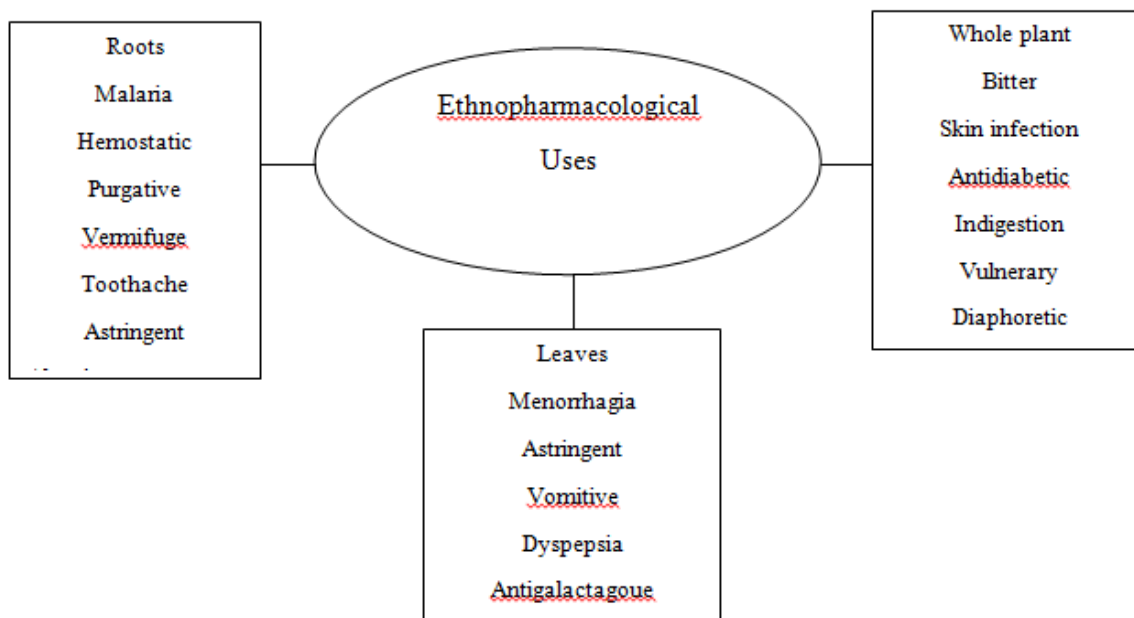 Ethnopharmacological
Uses
Roots
Malaria
Hemostatic
Purgative
Vermifuge
Toothache
Astringent
Leaves
Menorrhagia
Astringent
Vomitive
Dyspepsia
Antigalactagoue
Whole plant
Bitter
Skin infection
Antidiabetic
Indigestion
Vulnerary
Diaphoretic